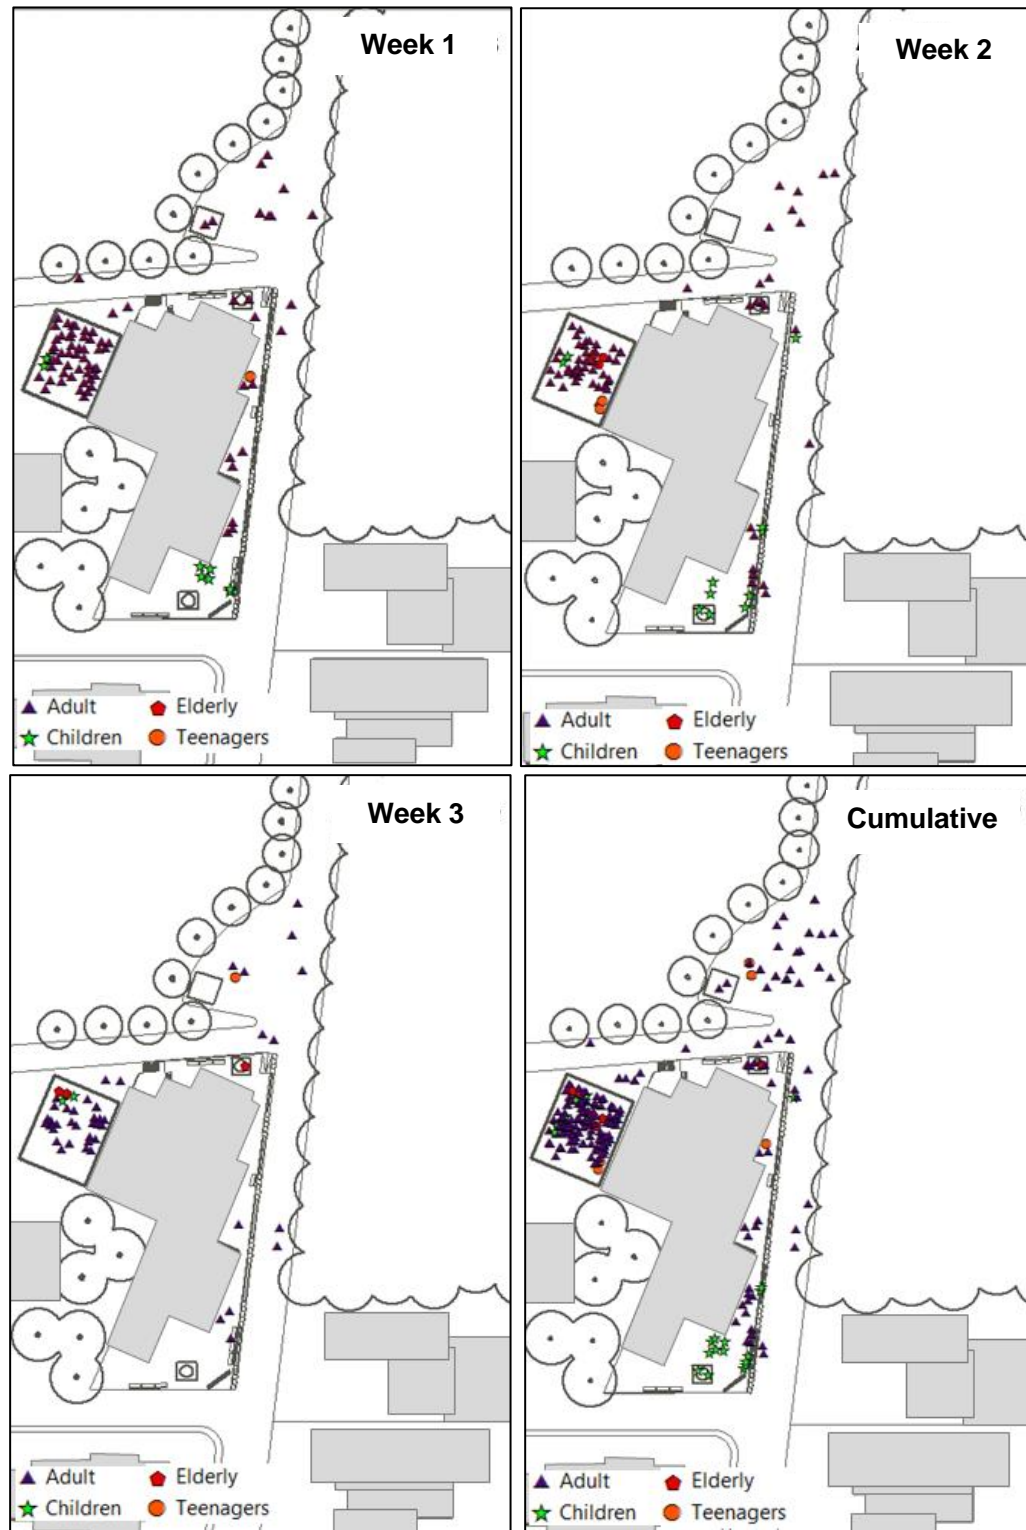 Week 1
Adult Elderly
Children Teenagers
Week 2
Adult Elderly
Children Teenagers
Week 3
Adult Elderly
Children Teenagers
Cumulative
Adult Elderly
Children Teenagers